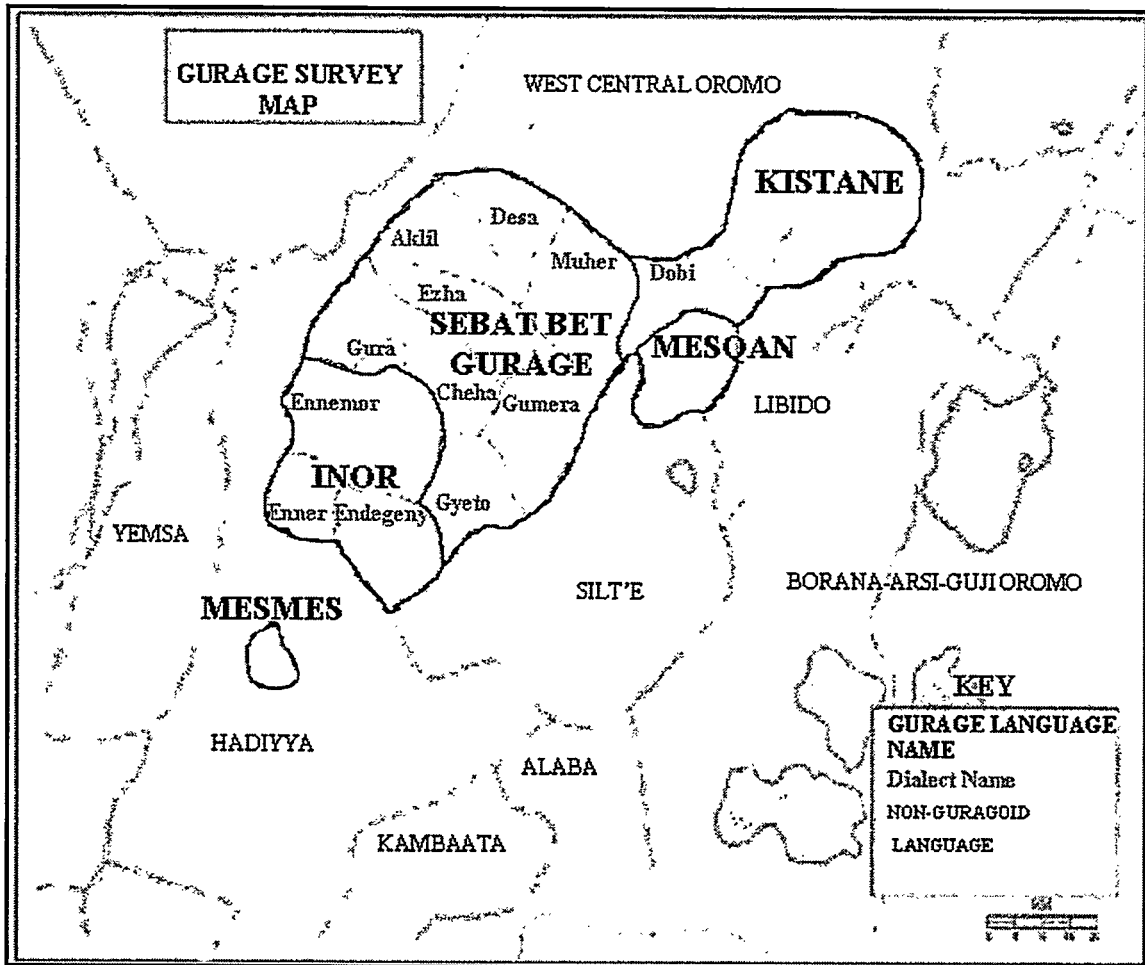 GURAGE SURVEY
MAP
WEST CENTRAL OROMO
KISTANE
Desa
Aklil
Muher
Dobi
Ezha
SEBAT BET
GURAGE
MESQAN
Gura
Cheha
Gumera
Ennemor
LIBIDO
INOR
Enner
Endegeny
Gyeto
YEMSA
SILT'E
BORANA-ARSI-GUJI OROMO
MESMES
HADIYYA
ALABA
KAMBAATA
KEY
GURAGE LANGUAGE
NAME
Dialect Name
NON-GURAGOID
LANGUAGE